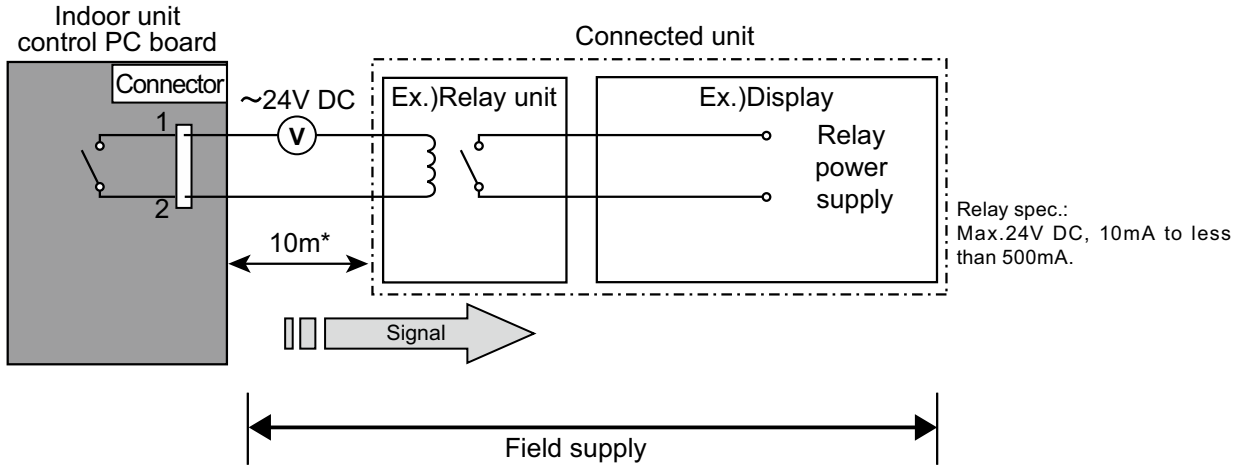 Indoor unit
control PC board
Connector
1
2
~24V DC
V
10m*
Connected unit
Ex.)Relay unit
Ex.)Display
Relay
power
supply
Relay spec.:
Max.24V DC, 10mA to less
than 500mA.
Signal
Field supply